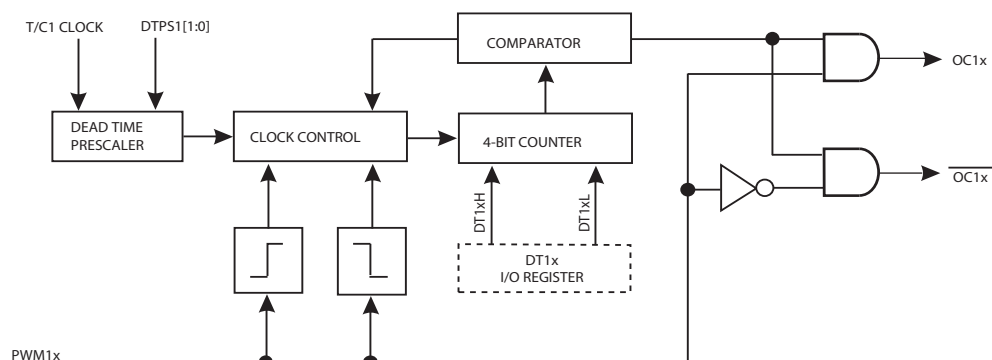 T/C1 CLOCK
DTPS1[1:0]
COMPARATOR
OC1x
DEAD TIME
PRESCALER
CLOCK CONTROL
4-BIT COUNTER
OC1x
DT1xH
DT1xL
DT1x
I/O REGISTER
PWM1x